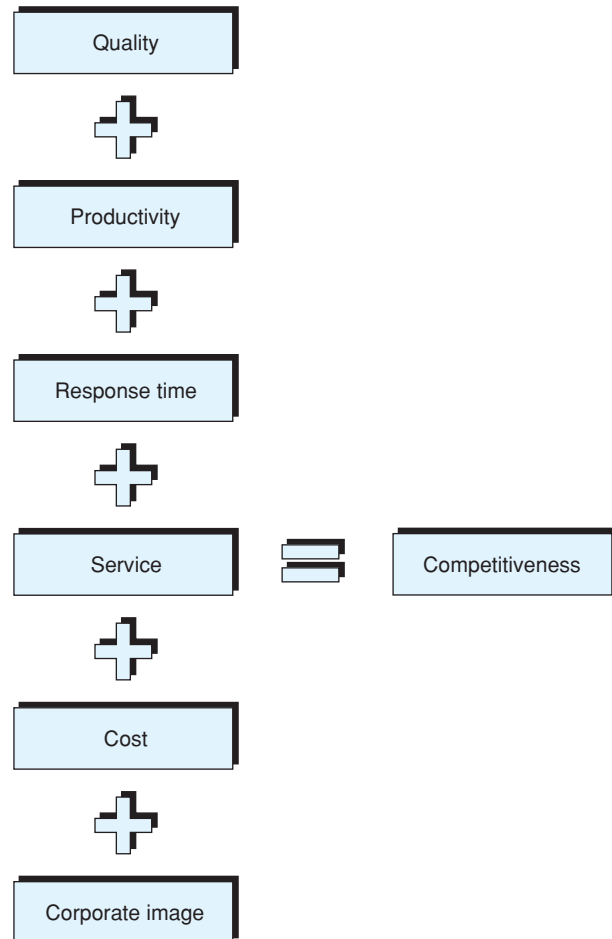 Quality
Productivity
Response time
Service
Competitiveness
Cost
Corporate image